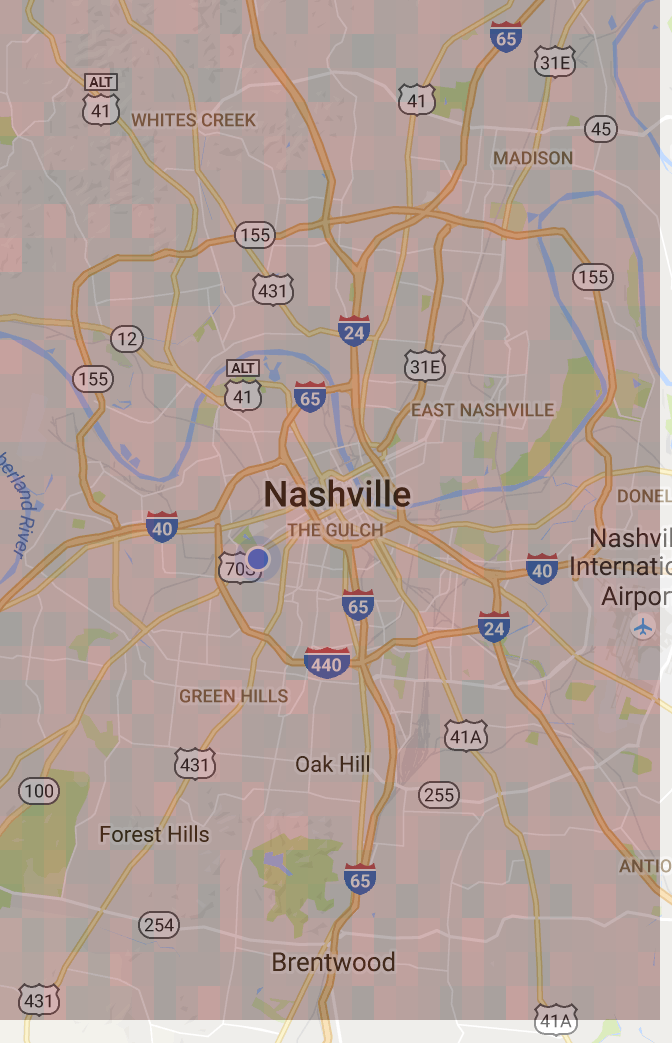 65
31E
ALT
41
41
WHITES CREEK
45
MADISON
155
431
155
24
12
ALT
31E
155
65
41
EAST NASHVILLE
berland River
Nashville
DONEL
40
THE GULCH
Nashvil
70S
40
Internatio
65
Airpor
24
440
GREEN HILLS
41A
431
Oak Hill
100
255
Forest Hills
ANTIO
65
254
Brentwood
431
41A